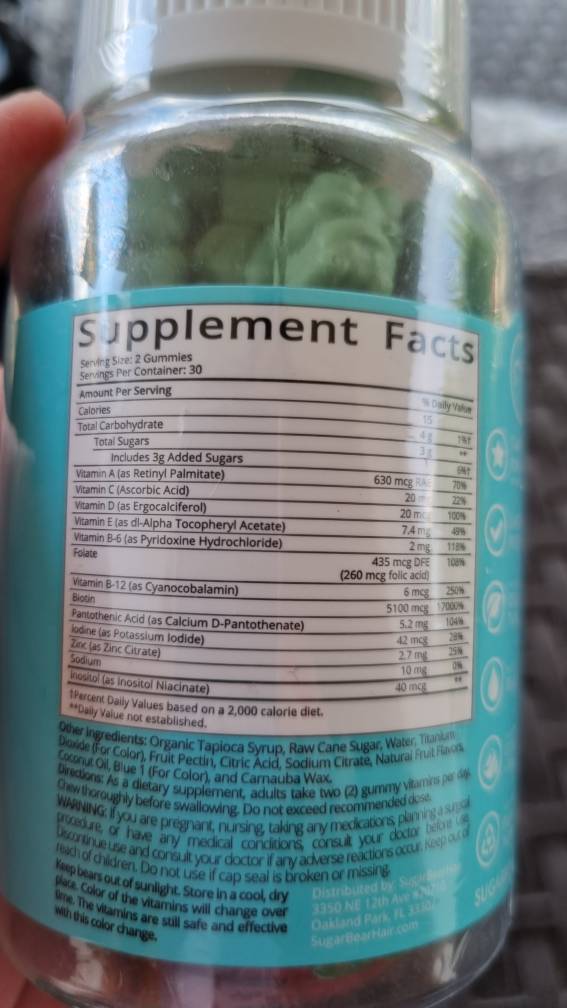 Supplement Facts
Serving Size: 2 Gummies
Servings Per Container: 30
Amount Per Serving % Daily Value
Calories 15
Total Carbohydrate 4g 1%†
Total Sugars 3g **
Includes 3g Added Sugars 6%†
Vitamin A (as Retinyl Palmitate) 630 mcg RAE 70%
Vitamin C (Ascorbic Acid) 20 22%
Vitamin D (as Ergocalciferol) 20 mcg 100%
Vitamin E (as dl-Alpha Tocopheryl Acetate) 7.4 mg 49%
Vitamin B-6 (as Pyridoxine Hydrochloride) 2 mg 118%
Folate 435 mcg DFE 108%
(260 mcg folic acid)
Vitamin B-12 (as Cyanocobalamin) 6 mcg 250%
Biotin 5100 mcg 17000%
Pantothenic Acid (as Calcium D-Pantothenate) 5.2 mg 104%
Iodine (as Potassium Iodide) 42 mcg 28%
Zinc (as Zinc Citrate) 2.7 mg 25%
Sodium 10 mg 0%
Inositol (as Inositol Niacinate) 40 mcg **
†Percent Daily Values based on a 2,000 calorie diet.
**Daily Value not established.
Other Ingredients: Organic Tapioca Syrup, Raw Cane Sugar, Water, Titanium
Dioxide (For Color), Fruit Pectin, Citric Acid, Sodium Citrate, Natural Fruit Flavors,
Coconut Oil, Blue 1 (For Color), and Carnauba Wax.
Directions: As a dietary supplement, adults take two (2) gummy vitamins per day.
Chew thoroughly before swallowing. Do not exceed recommended dose.
WARNING: If you are pregnant, nursing, taking any medications, planning a surgical
procedure, or have any medical conditions, consult your doctor before use.
Discontinue use and consult your doctor if any adverse reactions occur. Keep out of
reach of children. Do not use if cap seal is broken or missing.
Keep bears out of sunlight. Store in a cool, dry
place. Color of the vitamins will change over
time. The vitamins are still safe and effective
with this color change.
Distributed by:
3350 NE 12th Ave
Oakland Park, FL
SugarBearHair.com